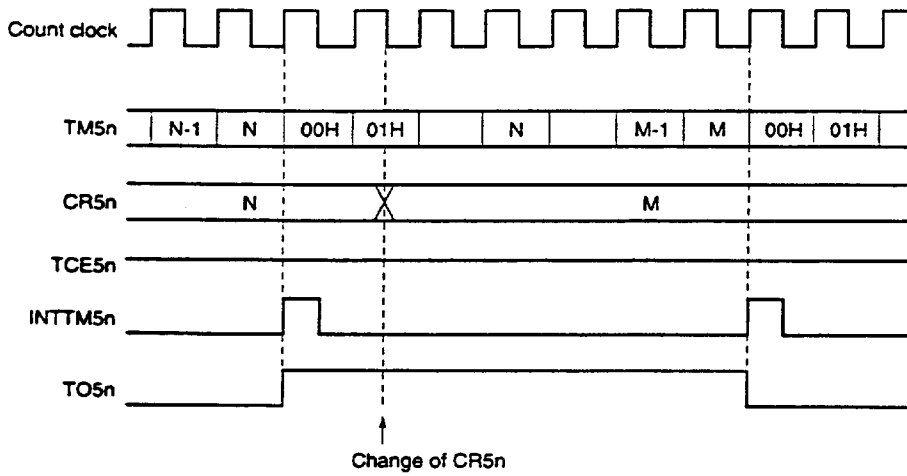 Count clock
TM5n N-1 N 00H 01H N M-1 M 00H 01H
CR5n N M
TCE5n
INTTM5n
TO5n
Change of CR5n